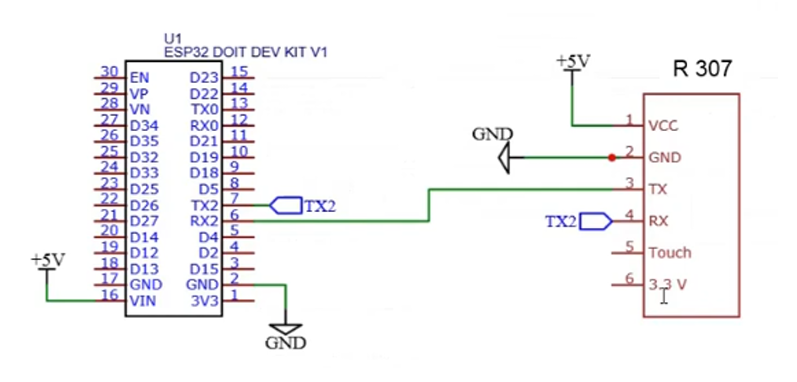 U1
ESP32 DOIT DEV KIT V1
30 EN D23 15
29 VP D22 14
28 VN TX0 13
27 D34 RX0 12
26 D35 D21 11
25 D32 D19 10
24 D33 D18 9
23 D25 D5 8
22 D26 TX2 7 TX2
21 D27 RX2 6
20 D14 D4 5
19 D12 D2 4
18 D13 D15 3
17 GND GND 2
16 VIN 3V3 1
+5V
GND
+5V
R 307
GND
1 VCC
2 GND
3 TX
TX2 4 RX
5 Touch
6 3.3 V